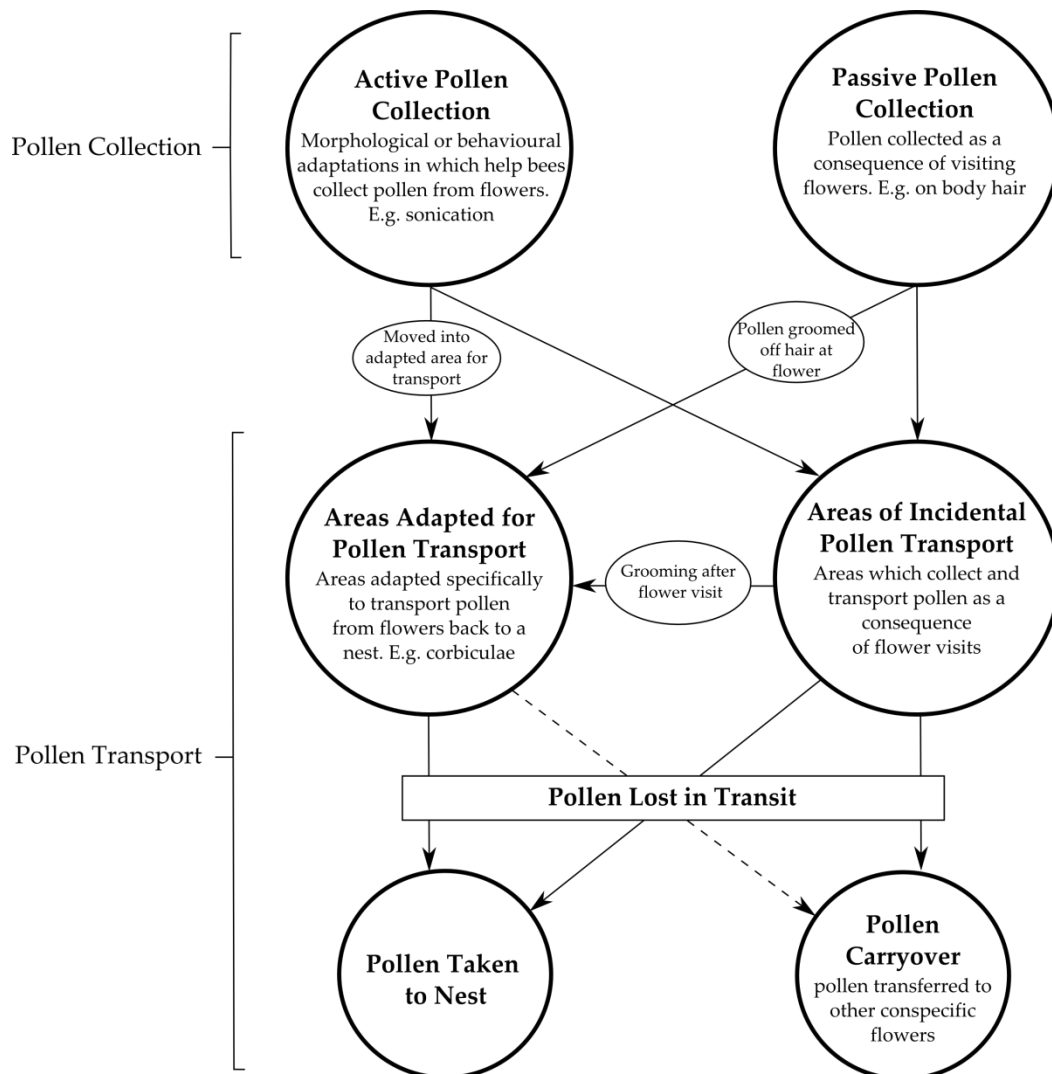 Pollen Collection
Active Pollen
Collection
Morphological or behavioural
adaptations in which help bees
collect pollen from flowers.
E.g. sonication
Passive Pollen
Collection
Pollen collected as a
consequence of visiting
flowers. E.g. on body hair
Moved into
adapted area for
transport
Pollen groomed
off hair at
flower
Pollen Transport
Areas Adapted for
Pollen Transport
Areas adapted specifically
to transport pollen
from flowers back to a
nest. E.g. corbiculae
Grooming after
flower visit
Areas of Incidental
Pollen Transport
Areas which collect and
transport pollen as a
consequence
of flower visits
Pollen Lost in Transit
Pollen Taken
to Nest
Pollen
Carryover
pollen transferred to
other conspecific
flowers